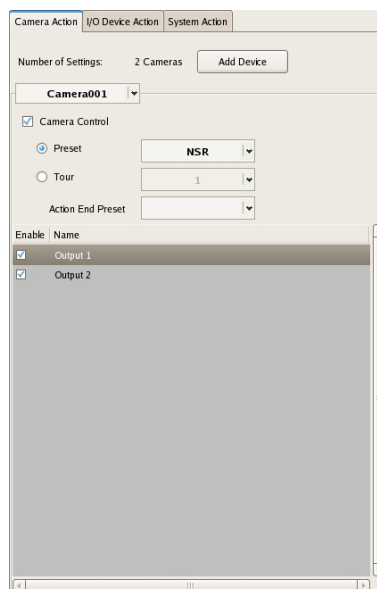 Camera Action I/O Device Action System Action
Number of Settings: 2 Cameras Add Device
Camera001
Camera Control
Preset NSR
Tour 1
Action End Preset
Enable Name
Output 1
Output 2